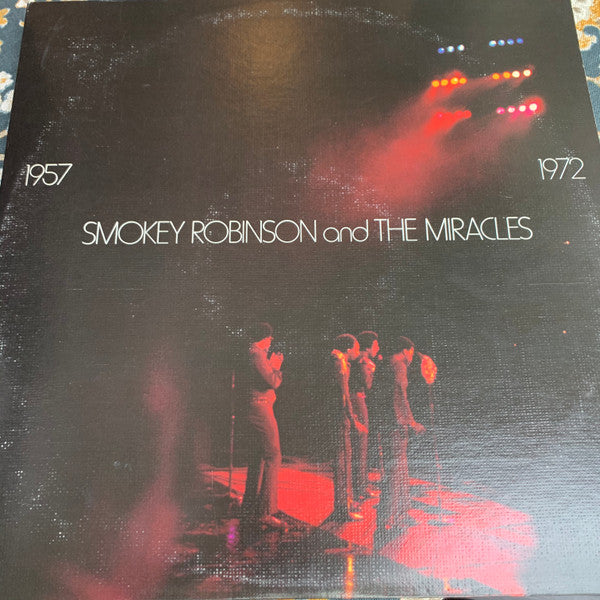 1957
1972
SMOKEY ROBINSON and THE MIRACLES